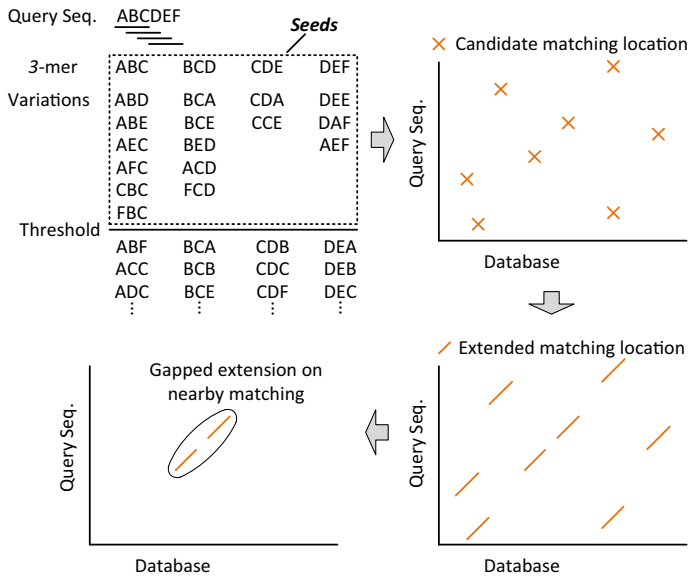 Query Seq. ABCDEF
Seeds
3-mer ABC BCD CDE DEF
Variations ABD BCA CDA DEE
ABE BCE CCE DAF
AEC BED AEF
AFC ACD
CBC FCD
FBC
Threshold
ABF BCA CDB DEA
ACC BCB CDC DEB
ADC BCE CDF DEC
Candidate matching location
Query Seq.
Database
Extended matching location
Query Seq.
Database
Gapped extension on
nearby matching
Query Seq.
Database